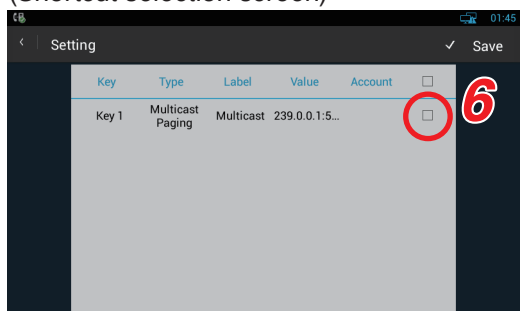 (Shortcut selection screen)
01:45
Setting
Save
Key Type Label Value Account
Key 1 Multicast Paging Multicast 239.0.0.1:5...
6